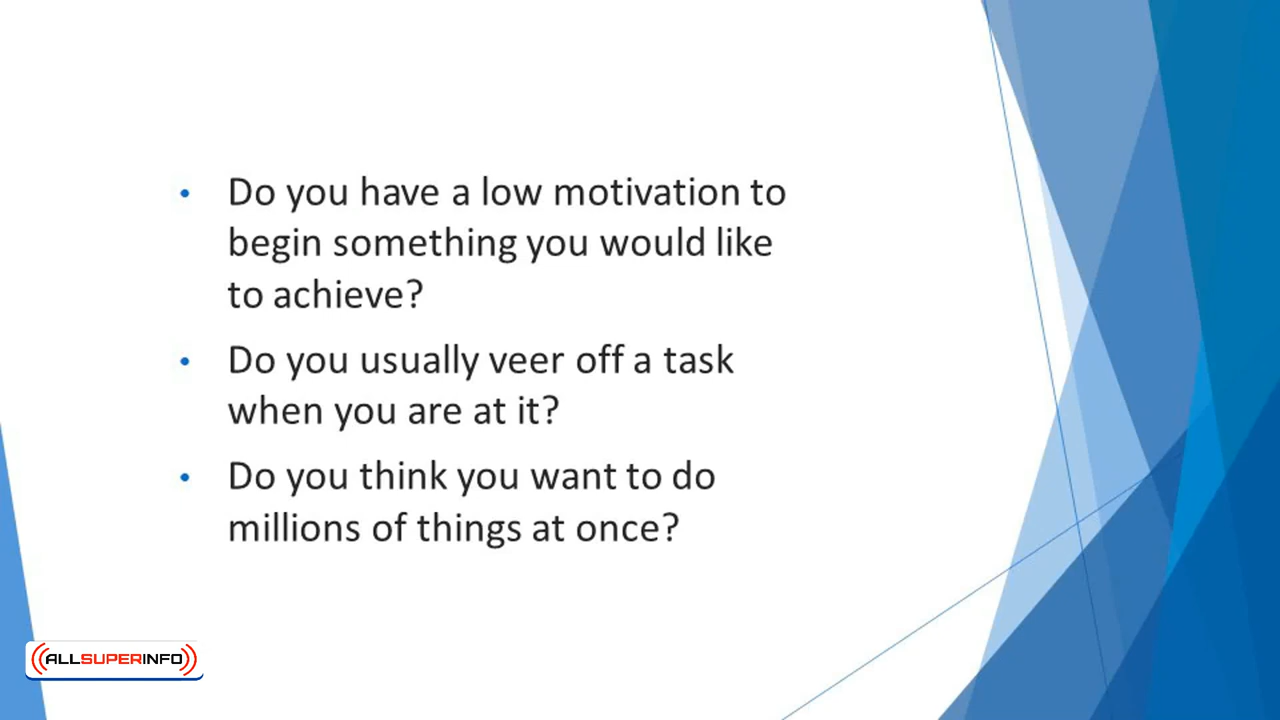 • Do you have a low motivation to
begin something you would like
to achieve?
• Do you usually veer off a task
when you are at it?
• Do you think you want to do
millions of things at once?
ALLSUPERINFO